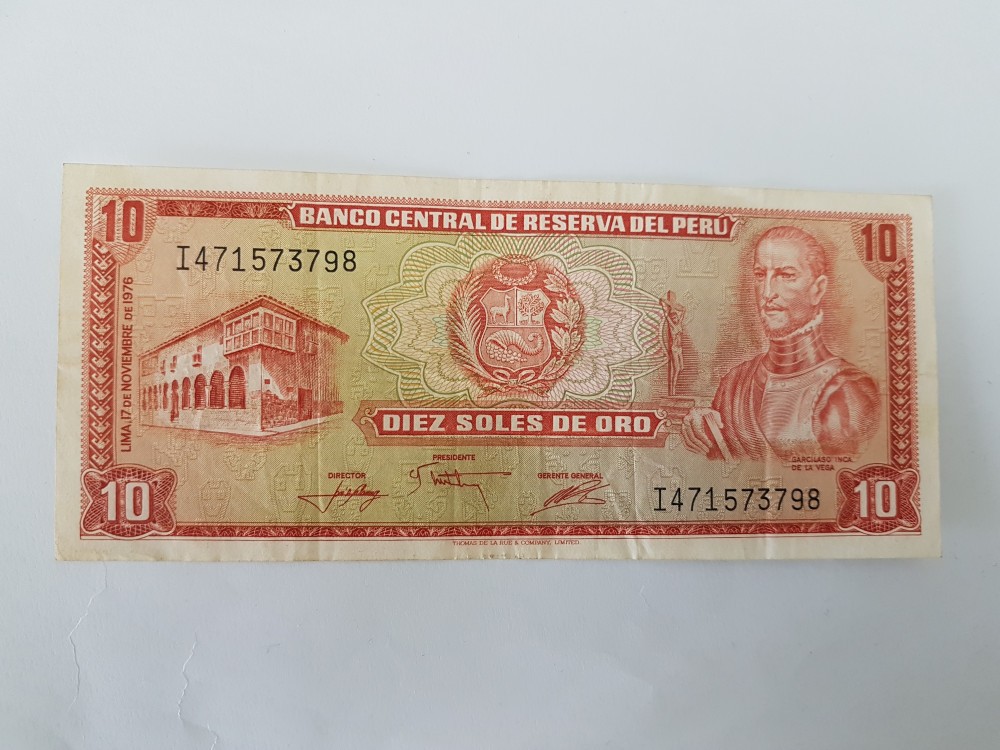 10
BANCO CENTRAL DE RESERVA DEL PERÚ
10
I471573798
LIMA, 17 DE NOVIEMBRE DE 1976
DIEZ SOLES DE ORO
GARCILASO INCA
DE LA VEGA
PRESIDENTE
DIRECTOR
GERENTE GENERAL
10
I471573798
10
THOMAS DE LA RUE & COMPANY, LIMITED.